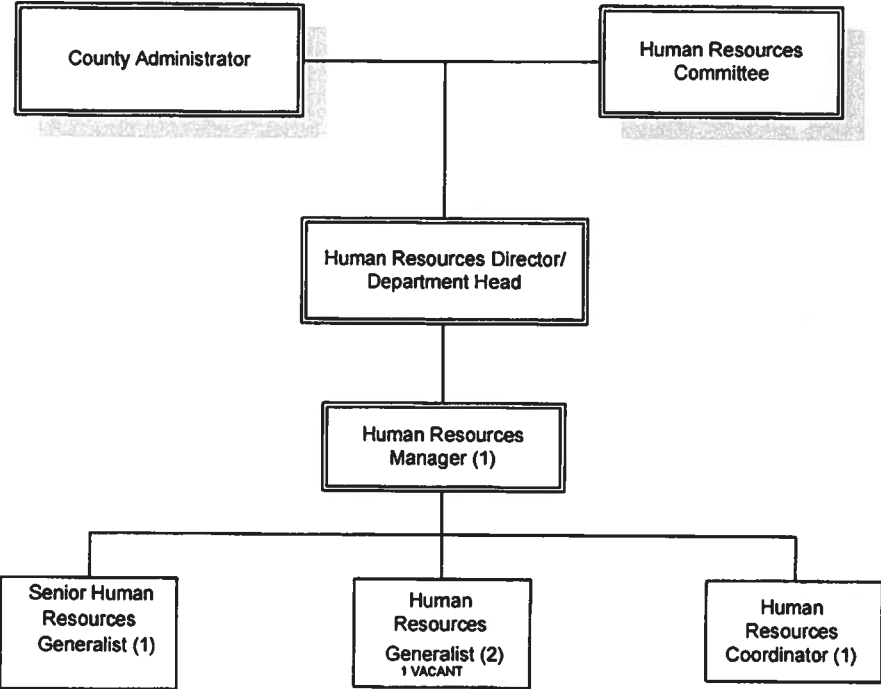 County Administrator
Human Resources
Committee
Human Resources Director/
Department Head
Human Resources
Manager (1)
Senior Human
Resources
Generalist (1)
Human
Resources
Generalist (2)
1 VACANT
Human
Resources
Coordinator (1)